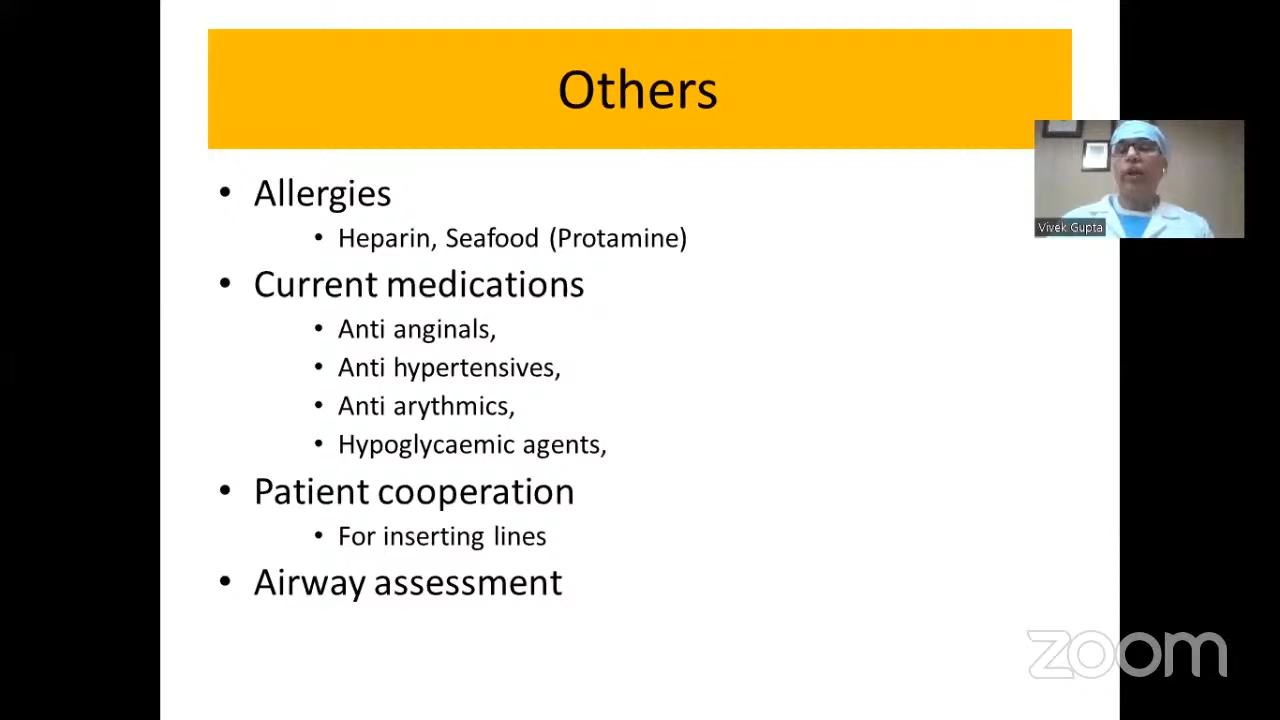 Others
• Allergies
• Heparin, Seafood (Protamine)
• Current medications
• Anti anginals,
• Anti hypertensives,
• Anti arythmics,
• Hypoglycaemic agents,
• Patient cooperation
• For inserting lines
• Airway assessment
Vivek Gupta
zoom